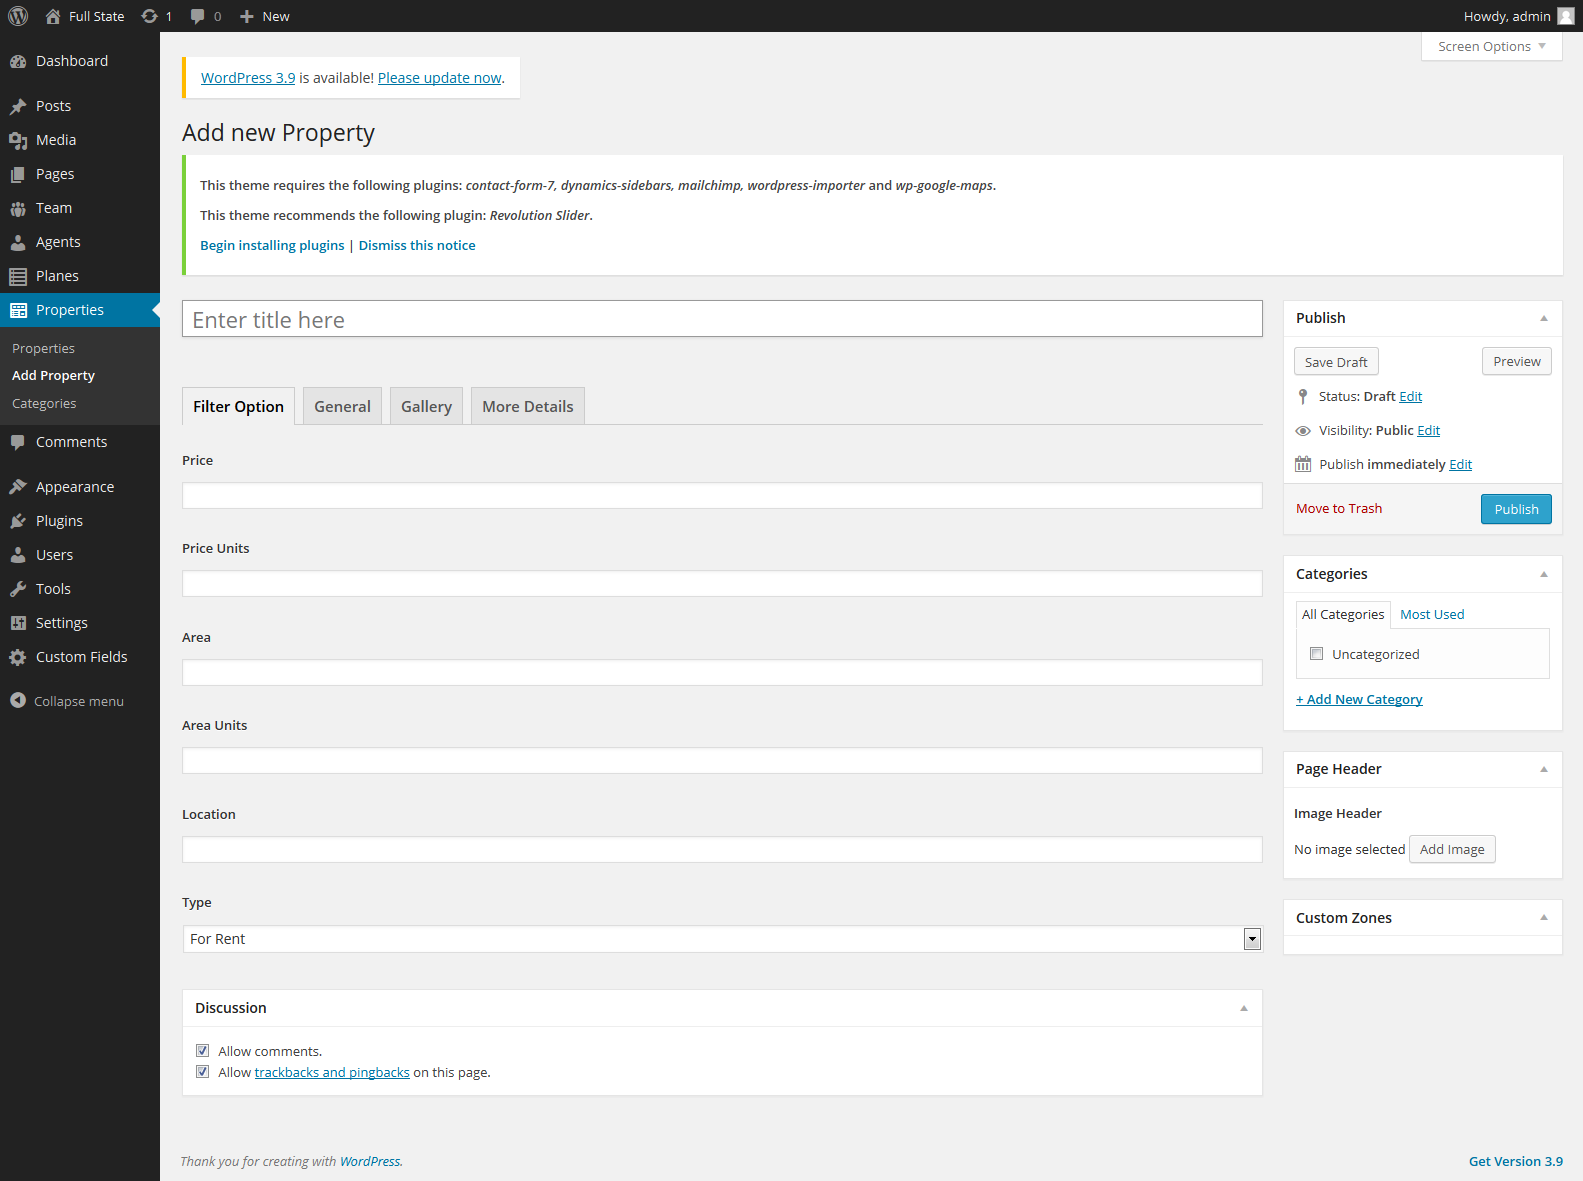 Full State 1 0 New Howdy, admin
Screen Options
Dashboard
Posts
Media
Pages
Team
Agents
Planes
Properties
Properties
Add Property
Categories
Comments
Appearance
Plugins
Users
Tools
Settings
Custom Fields
Collapse menu
WordPress 3.9 is available! Please update now.
Add new Property
This theme requires the following plugins: contact-form-7, dynamics-sidebars, mailchimp, wordpress-importer and wp-google-maps.
This theme recommends the following plugin: Revolution Slider.
Begin installing plugins | Dismiss this notice
Enter title here
Filter Option General Gallery More Details
Price
Price Units
Area
Area Units
Location
Type
For Rent
Discussion
Allow comments.
Allow trackbacks and pingbacks on this page.
Publish
Save Draft Preview
Status: Draft Edit
Visibility: Public Edit
Publish immediately Edit
Move to Trash Publish
Categories
All Categories Most Used
Uncategorized
+ Add New Category
Page Header
Image Header
No image selected Add Image
Custom Zones
Thank you for creating with WordPress. Get Version 3.9